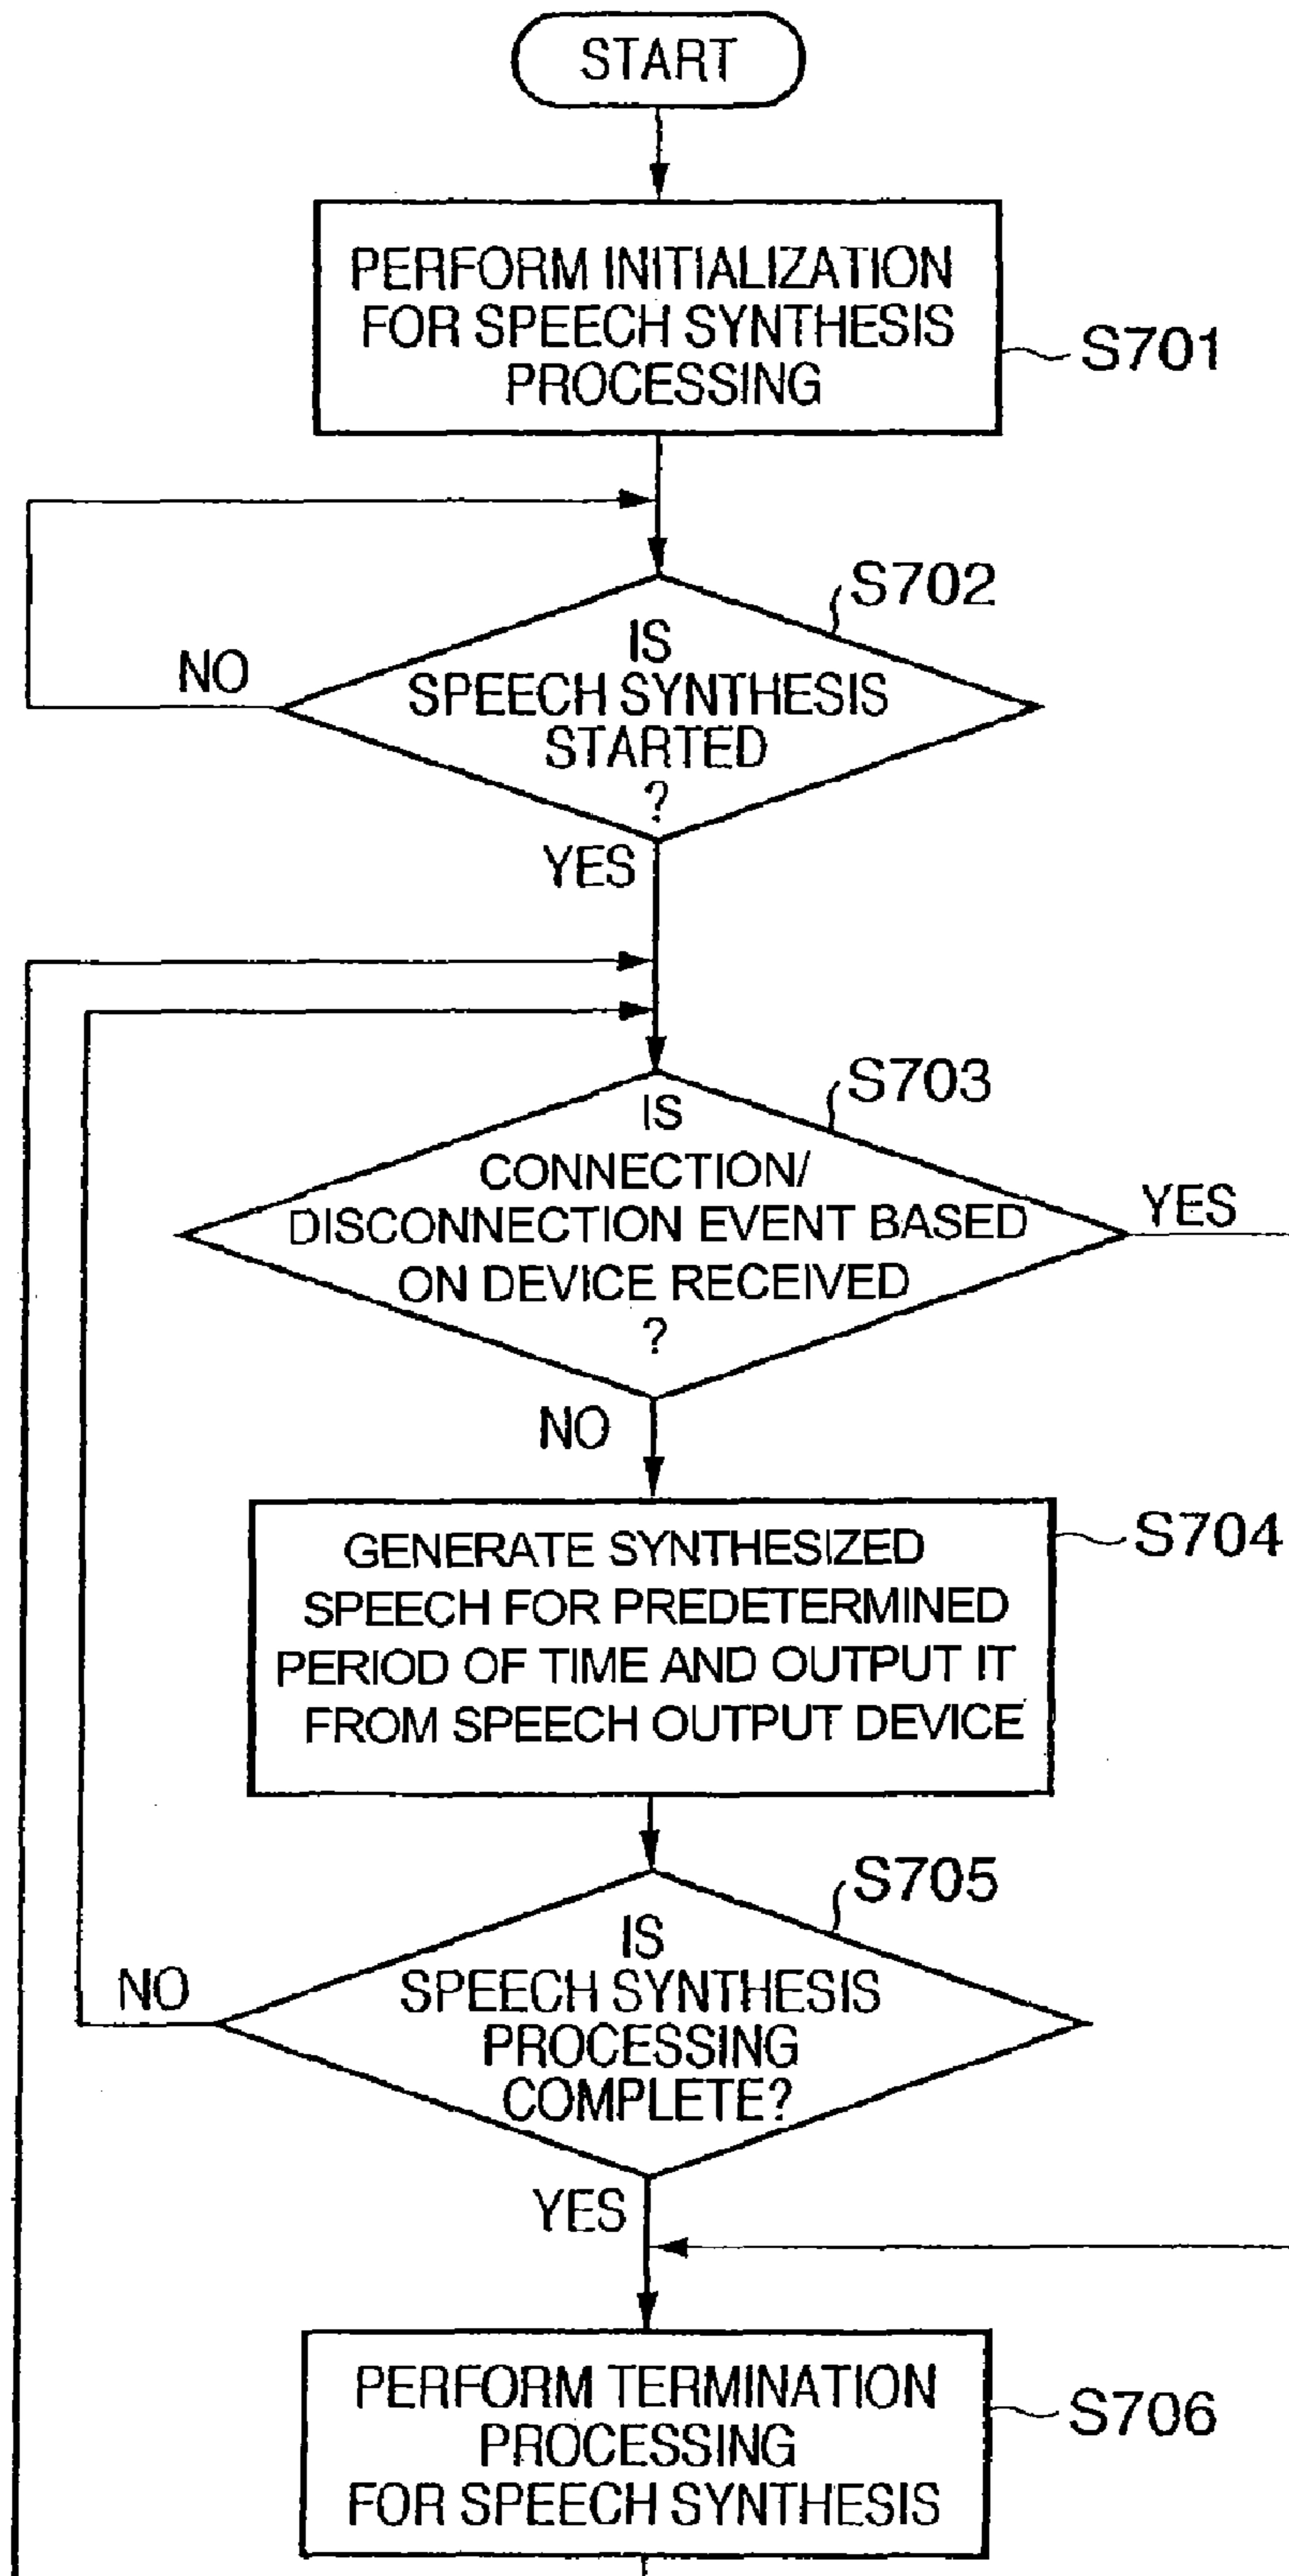 START
PERFORM INITIALIZATION
FOR SPEECH SYNTHESIS
PROCESSING
S701
S702
IS
SPEECH SYNTHESIS
STARTED
?
NO
YES
S703
IS
CONNECTION/
DISCONNECTION EVENT BASED
ON DEVICE RECEIVED
?
YES
NO
S704
GENERATE SYNTHESIZED
SPEECH FOR PREDETERMINED
PERIOD OF TIME AND OUTPUT IT
FROM SPEECH OUTPUT DEVICE
S705
IS
SPEECH SYNTHESIS
PROCESSING
COMPLETE?
NO
YES
PERFORM TERMINATION
PROCESSING
FOR SPEECH SYNTHESIS
S706